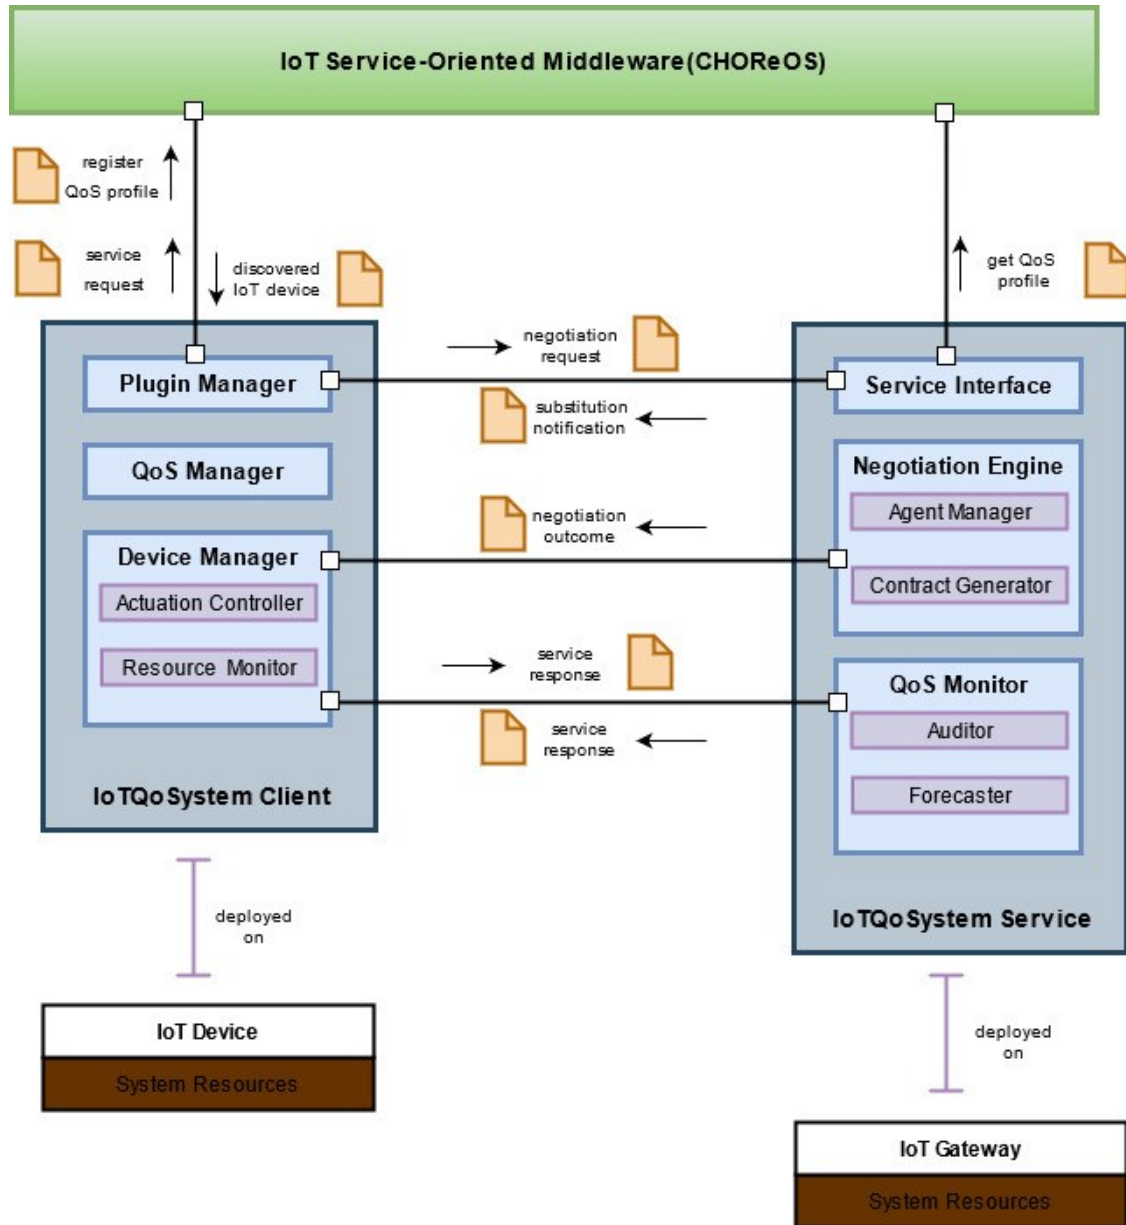 IoT Service-Oriented Middleware(CHOReOS)
register
QoS profile
service
request
discovered
IoT device
get QoS
profile
negotiation
request
Plugin Manager
Service Interface
substitution
notification
QoS Manager
Negotiation Engine
Agent Manager
negotiation
outcome
Device Manager
Actuation Controller
Contract Generator
Resource Monitor
service
response
QoS Monitor
Auditor
service
response
Forecaster
IoTQoSystem Client
IoTQoSystem Service
deployed
on
IoT Device
System Resources
deployed
on
IoT Gateway
System Resources